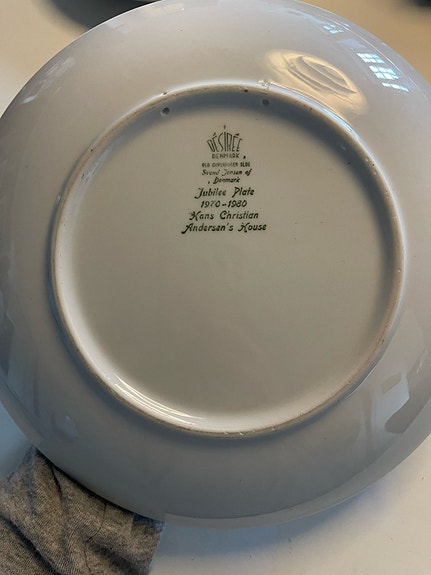 DÉSIRÉE
DENMARK
OLD COPENHAGEN BLUE
Svend Jensen of
Denmark
Jubilee Plate
1970-1980
Hans Christian
Andersen's House